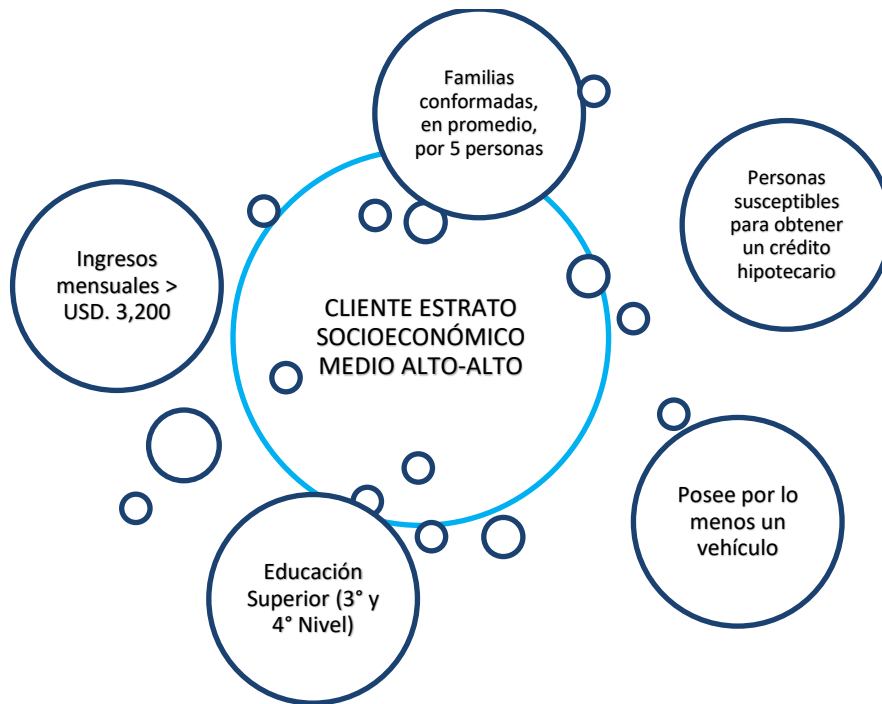 Familias
conformadas,
en promedio,
por 5 personas
Personas
susceptibles
para obtener
un crédito
hipotecario
Ingresos
mensuales >
USD. 3,200
CLIENTE ESTRATO
SOCIOECONÓMICO
MEDIO ALTO-ALTO
Posee por lo
menos un
vehículo
Educación
Superior (3° y
4° Nivel)